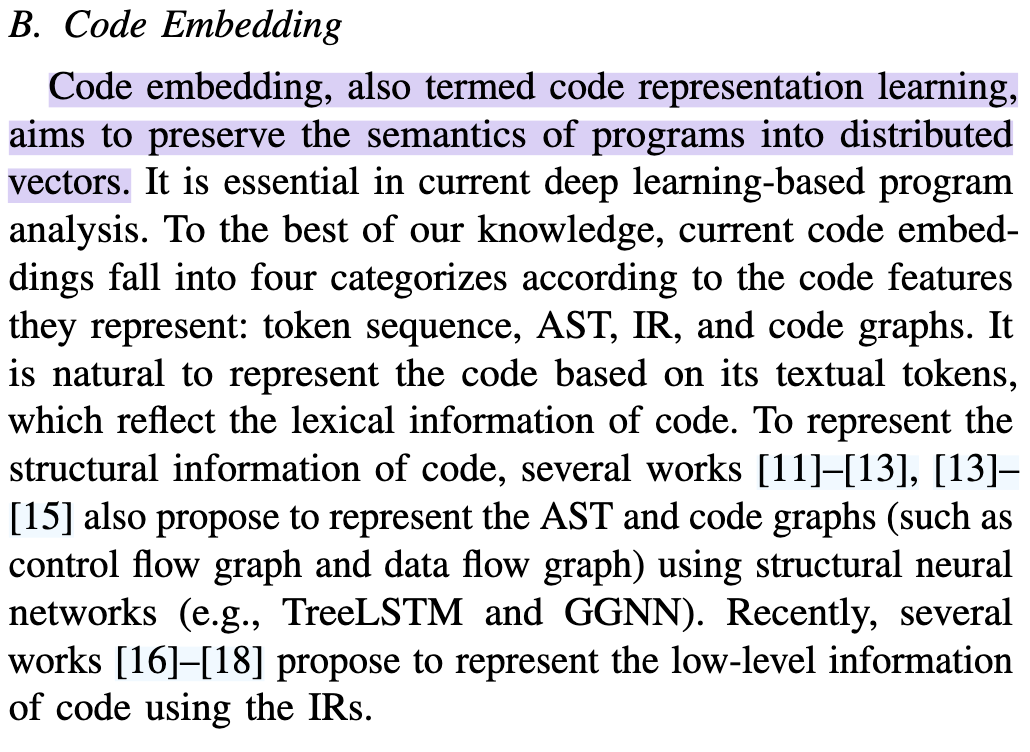 B. Code Embedding
Code embedding, also termed code representation learning,
aims to preserve the semantics of programs into distributed
vectors. It is essential in current deep learning-based program
analysis. To the best of our knowledge, current code embed-
dings fall into four categorizes according to the code features
they represent: token sequence, AST, IR, and code graphs. It
is natural to represent the code based on its textual tokens,
which reflect the lexical information of code. To represent the
structural information of code, several works [11]–[13], [13]–
[15] also propose to represent the AST and code graphs (such as
control flow graph and data flow graph) using structural neural
networks (e.g., TreeLSTM and GGNN). Recently, several
works [16]–[18] propose to represent the low-level information
of code using the IRs.